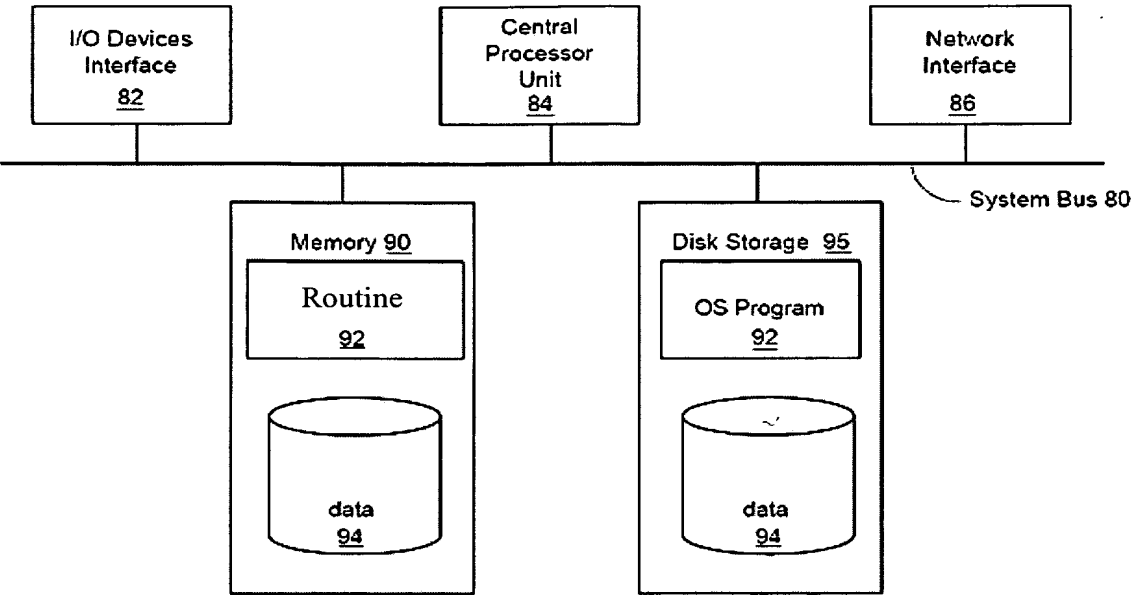 I/O Devices
Interface
82
Central
Processor
Unit
84
Network
Interface
86
System Bus 80
Memory 90
Routine
92
data
94
Disk Storage 95
OS Program
92
data
94